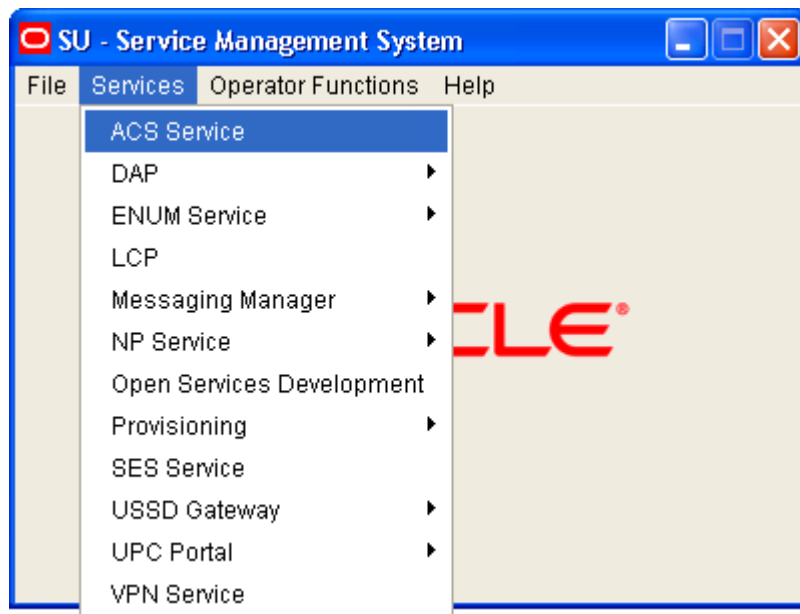 SU - Service Management System
File Services Operator Functions Help
ACS Service
DAP
ENUM Service
LCP
Messaging Manager
NP Service
CLE®
Open Services Development
Provisioning
SES Service
USSD Gateway
UPC Portal
VPN Service